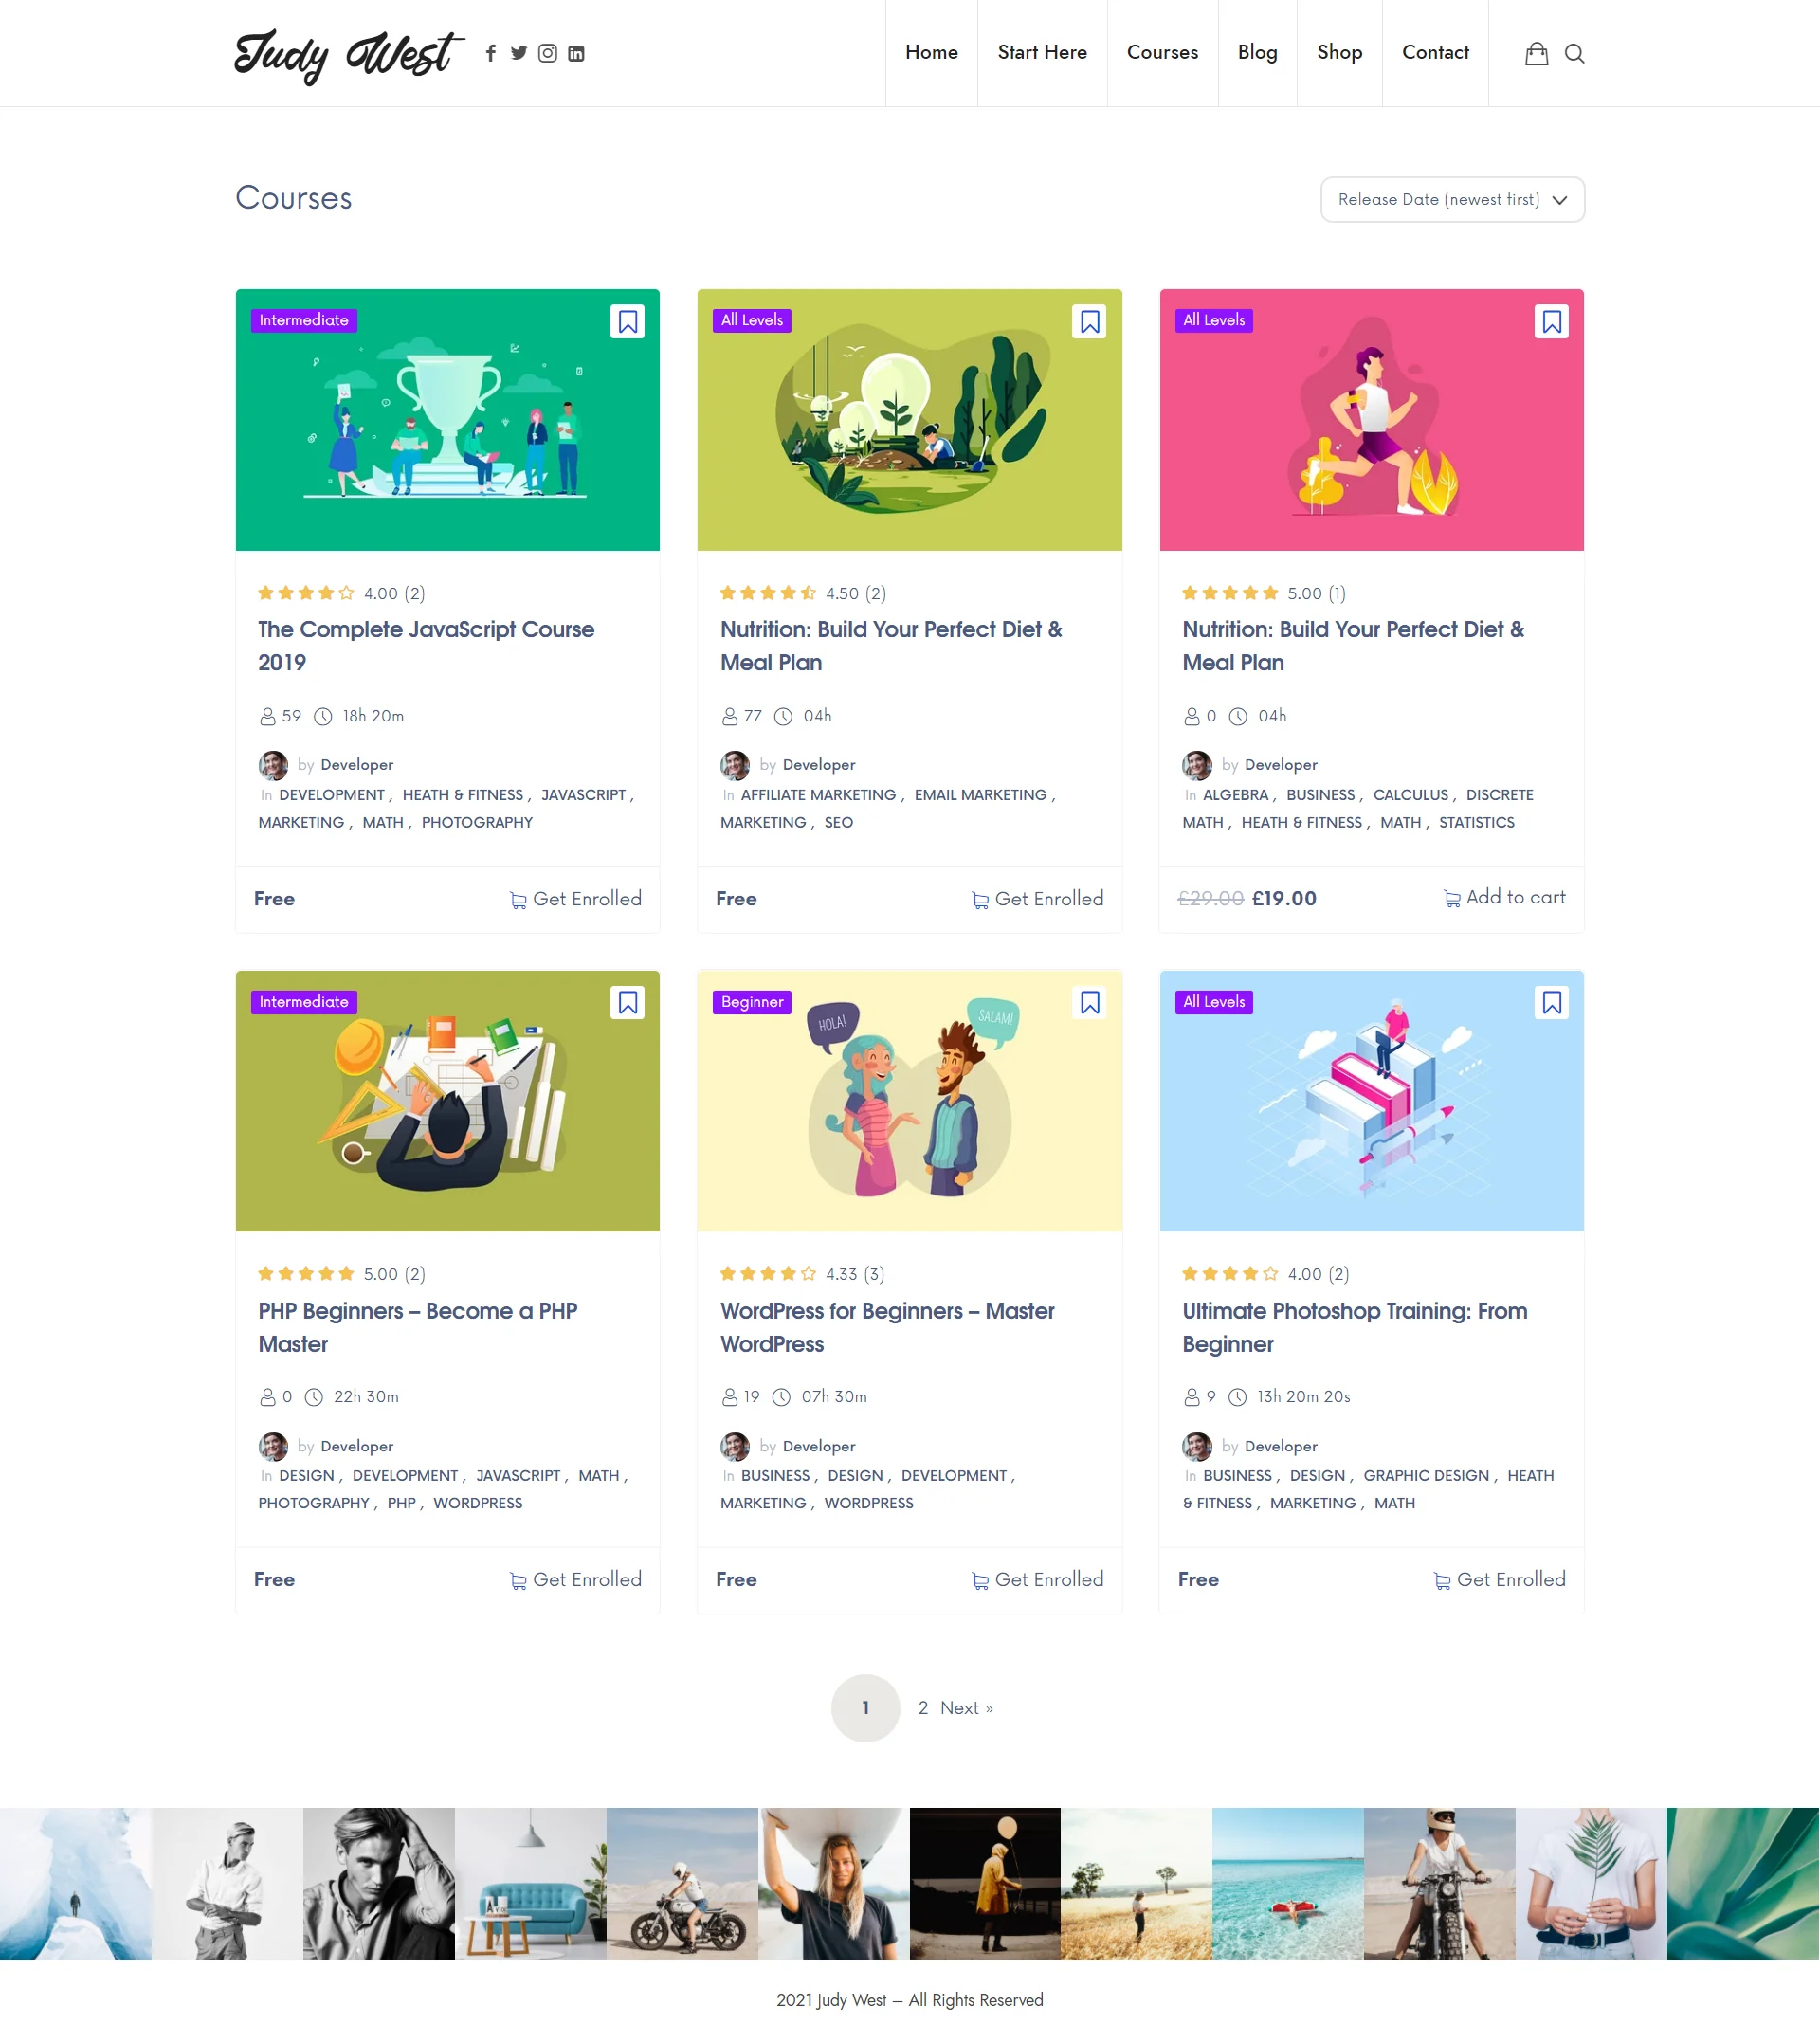 Judy West
Home Start Here Courses Blog Shop Contact
Courses
Release Date (newest first)
Intermediate
4.00 (2)
The Complete JavaScript Course
2019
59 18h 20m
by Developer
In DEVELOPMENT , HEATH & FITNESS , JAVASCRIPT ,
MARKETING , MATH , PHOTOGRAPHY
Free Get Enrolled
All Levels
4.50 (2)
Nutrition: Build Your Perfect Diet &
Meal Plan
77 04h
by Developer
In AFFILIATE MARKETING , EMAIL MARKETING ,
MARKETING , SEO
Free Get Enrolled
All Levels
5.00 (1)
Nutrition: Build Your Perfect Diet &
Meal Plan
0 04h
by Developer
In ALGEBRA , BUSINESS , CALCULUS , DISCRETE
MATH , HEATH & FITNESS , MATH , STATISTICS
£29.00 £19.00 Add to cart
Intermediate
5.00 (2)
PHP Beginners – Become a PHP
Master
0 22h 30m
by Developer
In DESIGN , DEVELOPMENT , JAVASCRIPT , MATH ,
PHOTOGRAPHY , PHP , WORDPRESS
Free Get Enrolled
Beginner
HOLA!
SALAM!
4.33 (3)
WordPress for Beginners – Master
WordPress
19 07h 30m
by Developer
In BUSINESS , DESIGN , DEVELOPMENT ,
MARKETING , WORDPRESS
Free Get Enrolled
All Levels
4.00 (2)
Ultimate Photoshop Training: From
Beginner
9 13h 20m 20s
by Developer
In BUSINESS , DESIGN , GRAPHIC DESIGN , HEATH
& FITNESS , MARKETING , MATH
Free Get Enrolled
1 2 Next »
2021 Judy West – All Rights Reserved